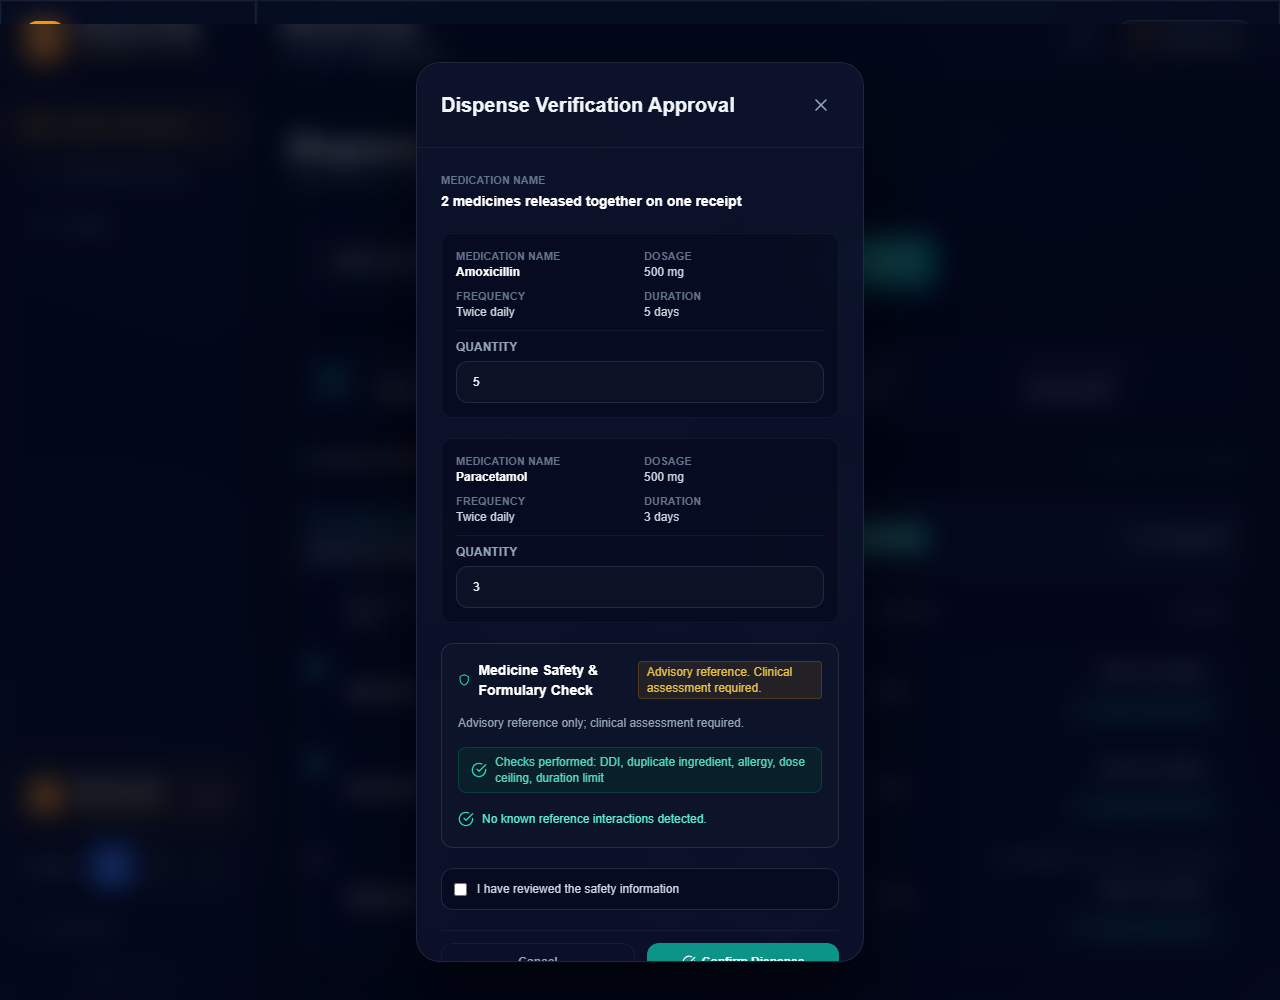 Dispense Verification Approval
MEDICATION NAME
2 medicines released together on one receipt
MEDICATION NAME
Amoxicillin
DOSAGE
500 mg
FREQUENCY
Twice daily
DURATION
5 days
QUANTITY
5
MEDICATION NAME
Paracetamol
DOSAGE
500 mg
FREQUENCY
Twice daily
DURATION
3 days
QUANTITY
3
Medicine Safety &
Formulary Check
Advisory reference. Clinical
assessment required.
Advisory reference only; clinical assessment required.
Checks performed: DDI, duplicate ingredient, allergy, dose
ceiling, duration limit
No known reference interactions detected.
I have reviewed the safety information
Cancel
Confirm Dispense